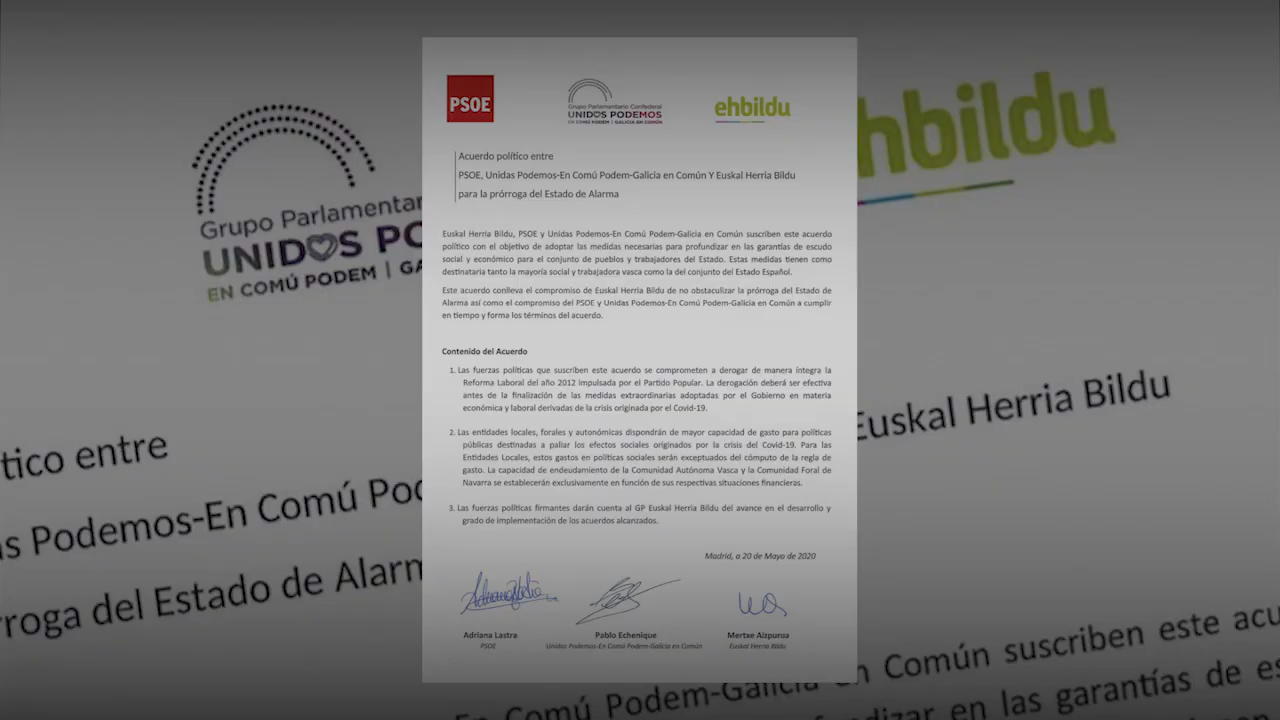 PSOE
Grupo Parlamentario Confederal
UNIDOS PODEMOS
EN COMÚ PODEM | GALICIA EN COMÚN
ehbildu
Acuerdo político entre
PSOE, Unidas Podemos-En Comú Podem-Galicia en Común Y Euskal Herria Bildu
para la prórroga del Estado de Alarma
Euskal Herria Bildu, PSOE y Unidas Podemos-En Comú Podem-Galicia en Común suscriben este acuerdo
político con el objetivo de adoptar las medidas necesarias para profundizar en las garantías de escudo
social y económico para el conjunto de pueblos y trabajadores del Estado. Estas medidas tienen como
destinataria tanto la mayoría social y trabajadora vasca como la del conjunto del Estado Español.
Este acuerdo conlleva el compromiso de Euskal Herria Bildu de no obstaculizar la prórroga del Estado de
Alarma así como el compromiso del PSOE y Unidas Podemos-En Comú Podem-Galicia en Común a cumplir
en tiempo y forma los términos del acuerdo.
Contenido del Acuerdo
1. Las fuerzas políticas que suscriben este acuerdo se comprometen a derogar de manera íntegra la
Reforma Laboral del año 2012 impulsada por el Partido Popular. La derogación deberá ser efectiva
antes de la finalización de las medidas extraordinarias adoptadas por el Gobierno en materia
económica y laboral derivadas de la crisis originada por el Covid-19.
2. Las entidades locales, forales y autonómicas dispondrán de mayor capacidad de gasto para políticas
públicas destinadas a paliar los efectos sociales originados por la crisis del Covid-19. Para las
Entidades Locales, estos gastos en políticas sociales serán exceptuados del cómputo de la regla de
gasto. La capacidad de endeudamiento de la Comunidad Autónoma Vasca y la Comunidad Foral de
Navarra se establecerán exclusivamente en función de sus respectivas situaciones financieras.
3. Las fuerzas políticas firmantes darán cuenta al GP Euskal Herria Bildu del avance en el desarrollo y
grado de implementación de los acuerdos alcanzados.
Madrid, a 20 de Mayo de 2020
Adriana Lastra
PSOE
Pablo Echenique
Unidas Podemos-En Comú Podem-Galicia en Común
Mertxe Aizpurua
Euskal Herria Bildu
Grupo Parlamentar
UNIDOS PO
EN COMÚ PODEM | GA
hbildu
tico entre
Euskal Herria Bildu
as Podemos-En Comú Pod
rroga del Estado de Alarm
En Comú Podem-Galicia en Común suscriben este acu
fundizar en las garantías de es